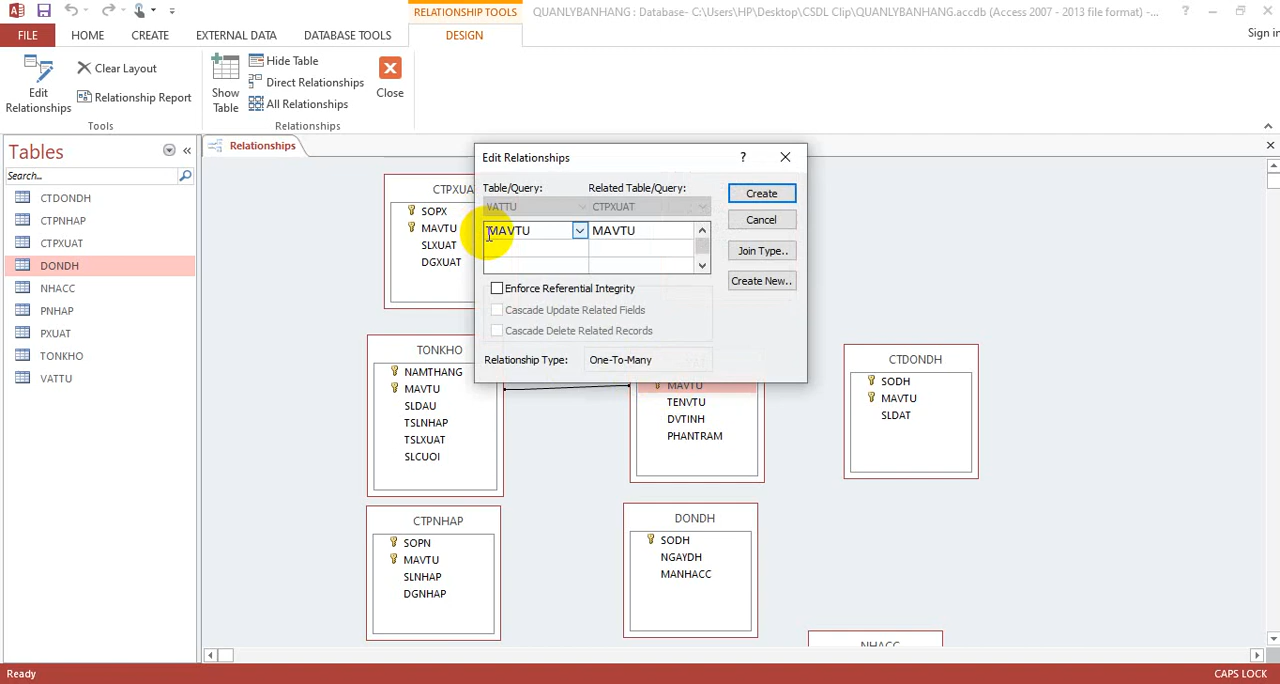 RELATIONSHIP TOOLS
QUANLYBANHANG : Database- C:\Users\HP\Desktop\CSDL Clip\QUANLYBANHANG.accdb (Access 2007 - 2013 file format) -...
?
FILE
HOME
CREATE
EXTERNAL DATA
DATABASE TOOLS
DESIGN
Sign in
Edit
Relationships
Clear Layout
Relationship Report
Tools
Show
Table
Hide Table
Direct Relationships
All Relationships
Relationships
Close
Tables
Search...
CTDONDH
CTPNHAP
CTPXUAT
DONDH
NHACC
PNHAP
PXUAT
TONKHO
VATTU
Relationships
CTPXUA
SOPX
MAVTU
SLXUAT
DGXUAT
Edit Relationships
?
Table/Query:
Related Table/Query:
VATTU
CTPXUAT
MAVTU
MAVTU
Enforce Referential Integrity
Cascade Update Related Fields
Cascade Delete Related Records
Relationship Type:
One-To-Many
Create
Cancel
Join Type..
Create New..
TONKHO
NAMTHANG
MAVTU
SLDAU
TSLNHAP
TSLXUAT
SLCUOI
MAVTU
TENVTU
DVTINH
PHANTRAM
CTDONDH
SODH
MAVTU
SLDAT
CTPNHAP
SOPN
MAVTU
SLNHAP
DGNHAP
DONDH
SODH
NGAYDH
MANHACC
NHACC
Ready
CAPS LOCK